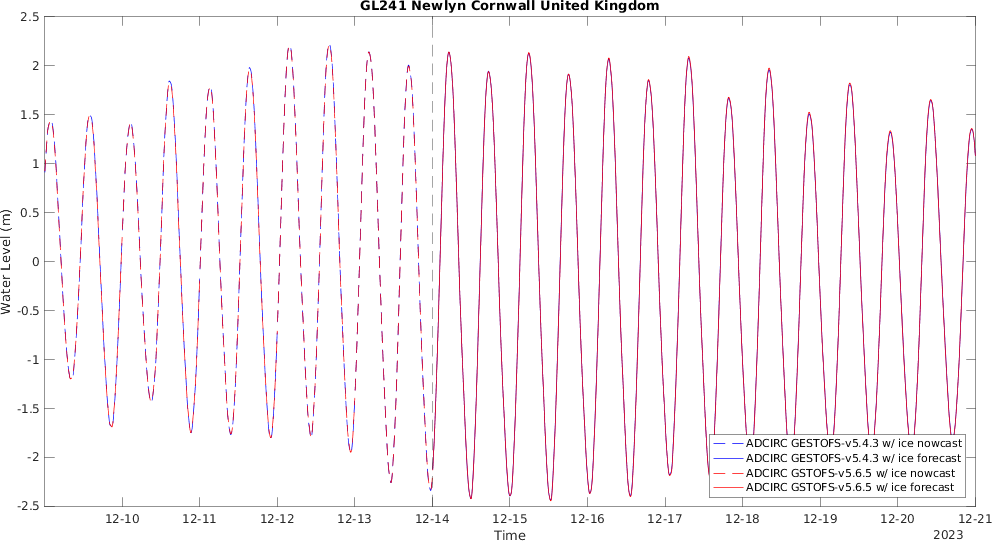 GL241 Newlyn Cornwall United Kingdom
2.5
2
1.5
1
0.5
0
-0.5
-1
-1.5
-2
-2.5
Water Level (m)
ADCIRC GESTOFS-v5.4.3 w/ ice nowcast
ADCIRC GESTOFS-v5.4.3 w/ ice forecast
ADCIRC GSTOFS-v5.6.5 w/ ice nowcast
ADCIRC GSTOFS-v5.6.5 w/ ice forecast
12-10 12-11 12-12 12-13 12-14 12-15 12-16 12-17 12-18 12-19 12-20 12-21
Time
2023